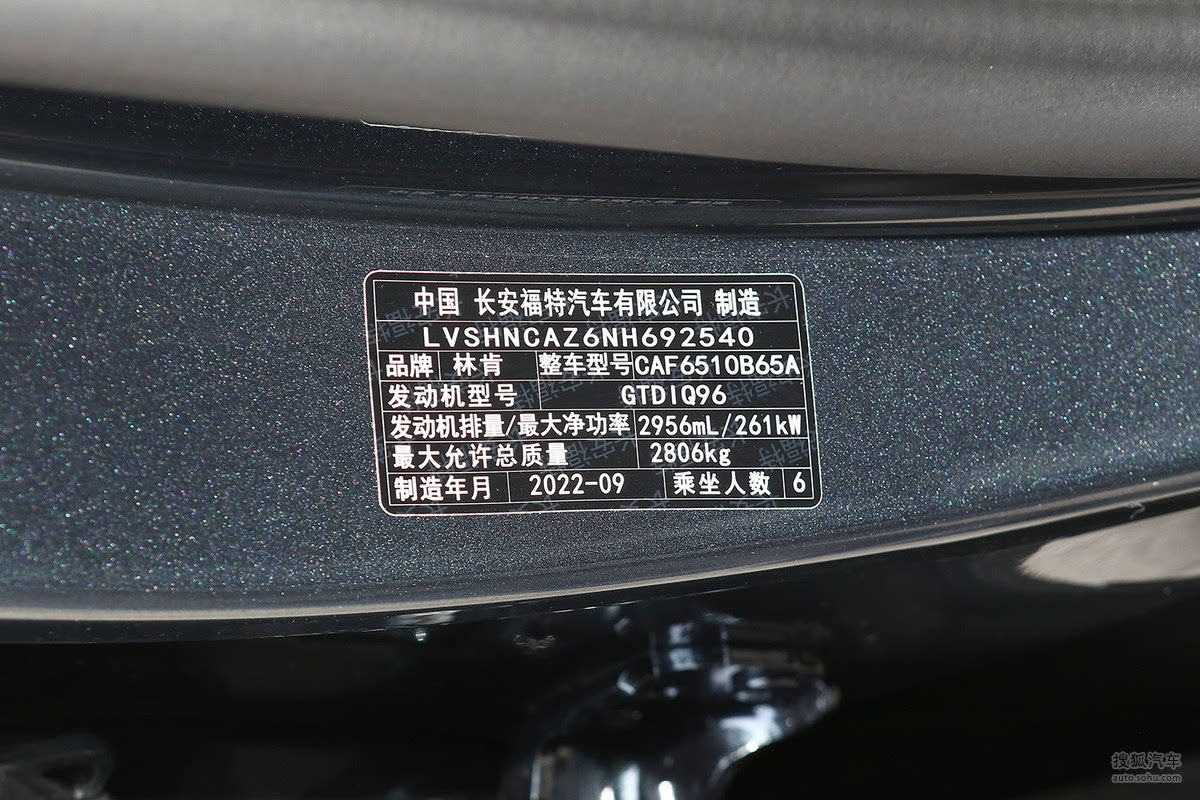 中国 长安福特汽车有限公司 制造
LVSHNCAZ6NH692540
品牌 林肯 整车型号 CAF6510B65A
发动机型号 GTDIQ96
发动机排量/最大净功率 2956mL/261kW
最大允许总质量 2806kg
制造年月 2022-09 乘坐人数 6
搜狐汽车
auto.sohu.com